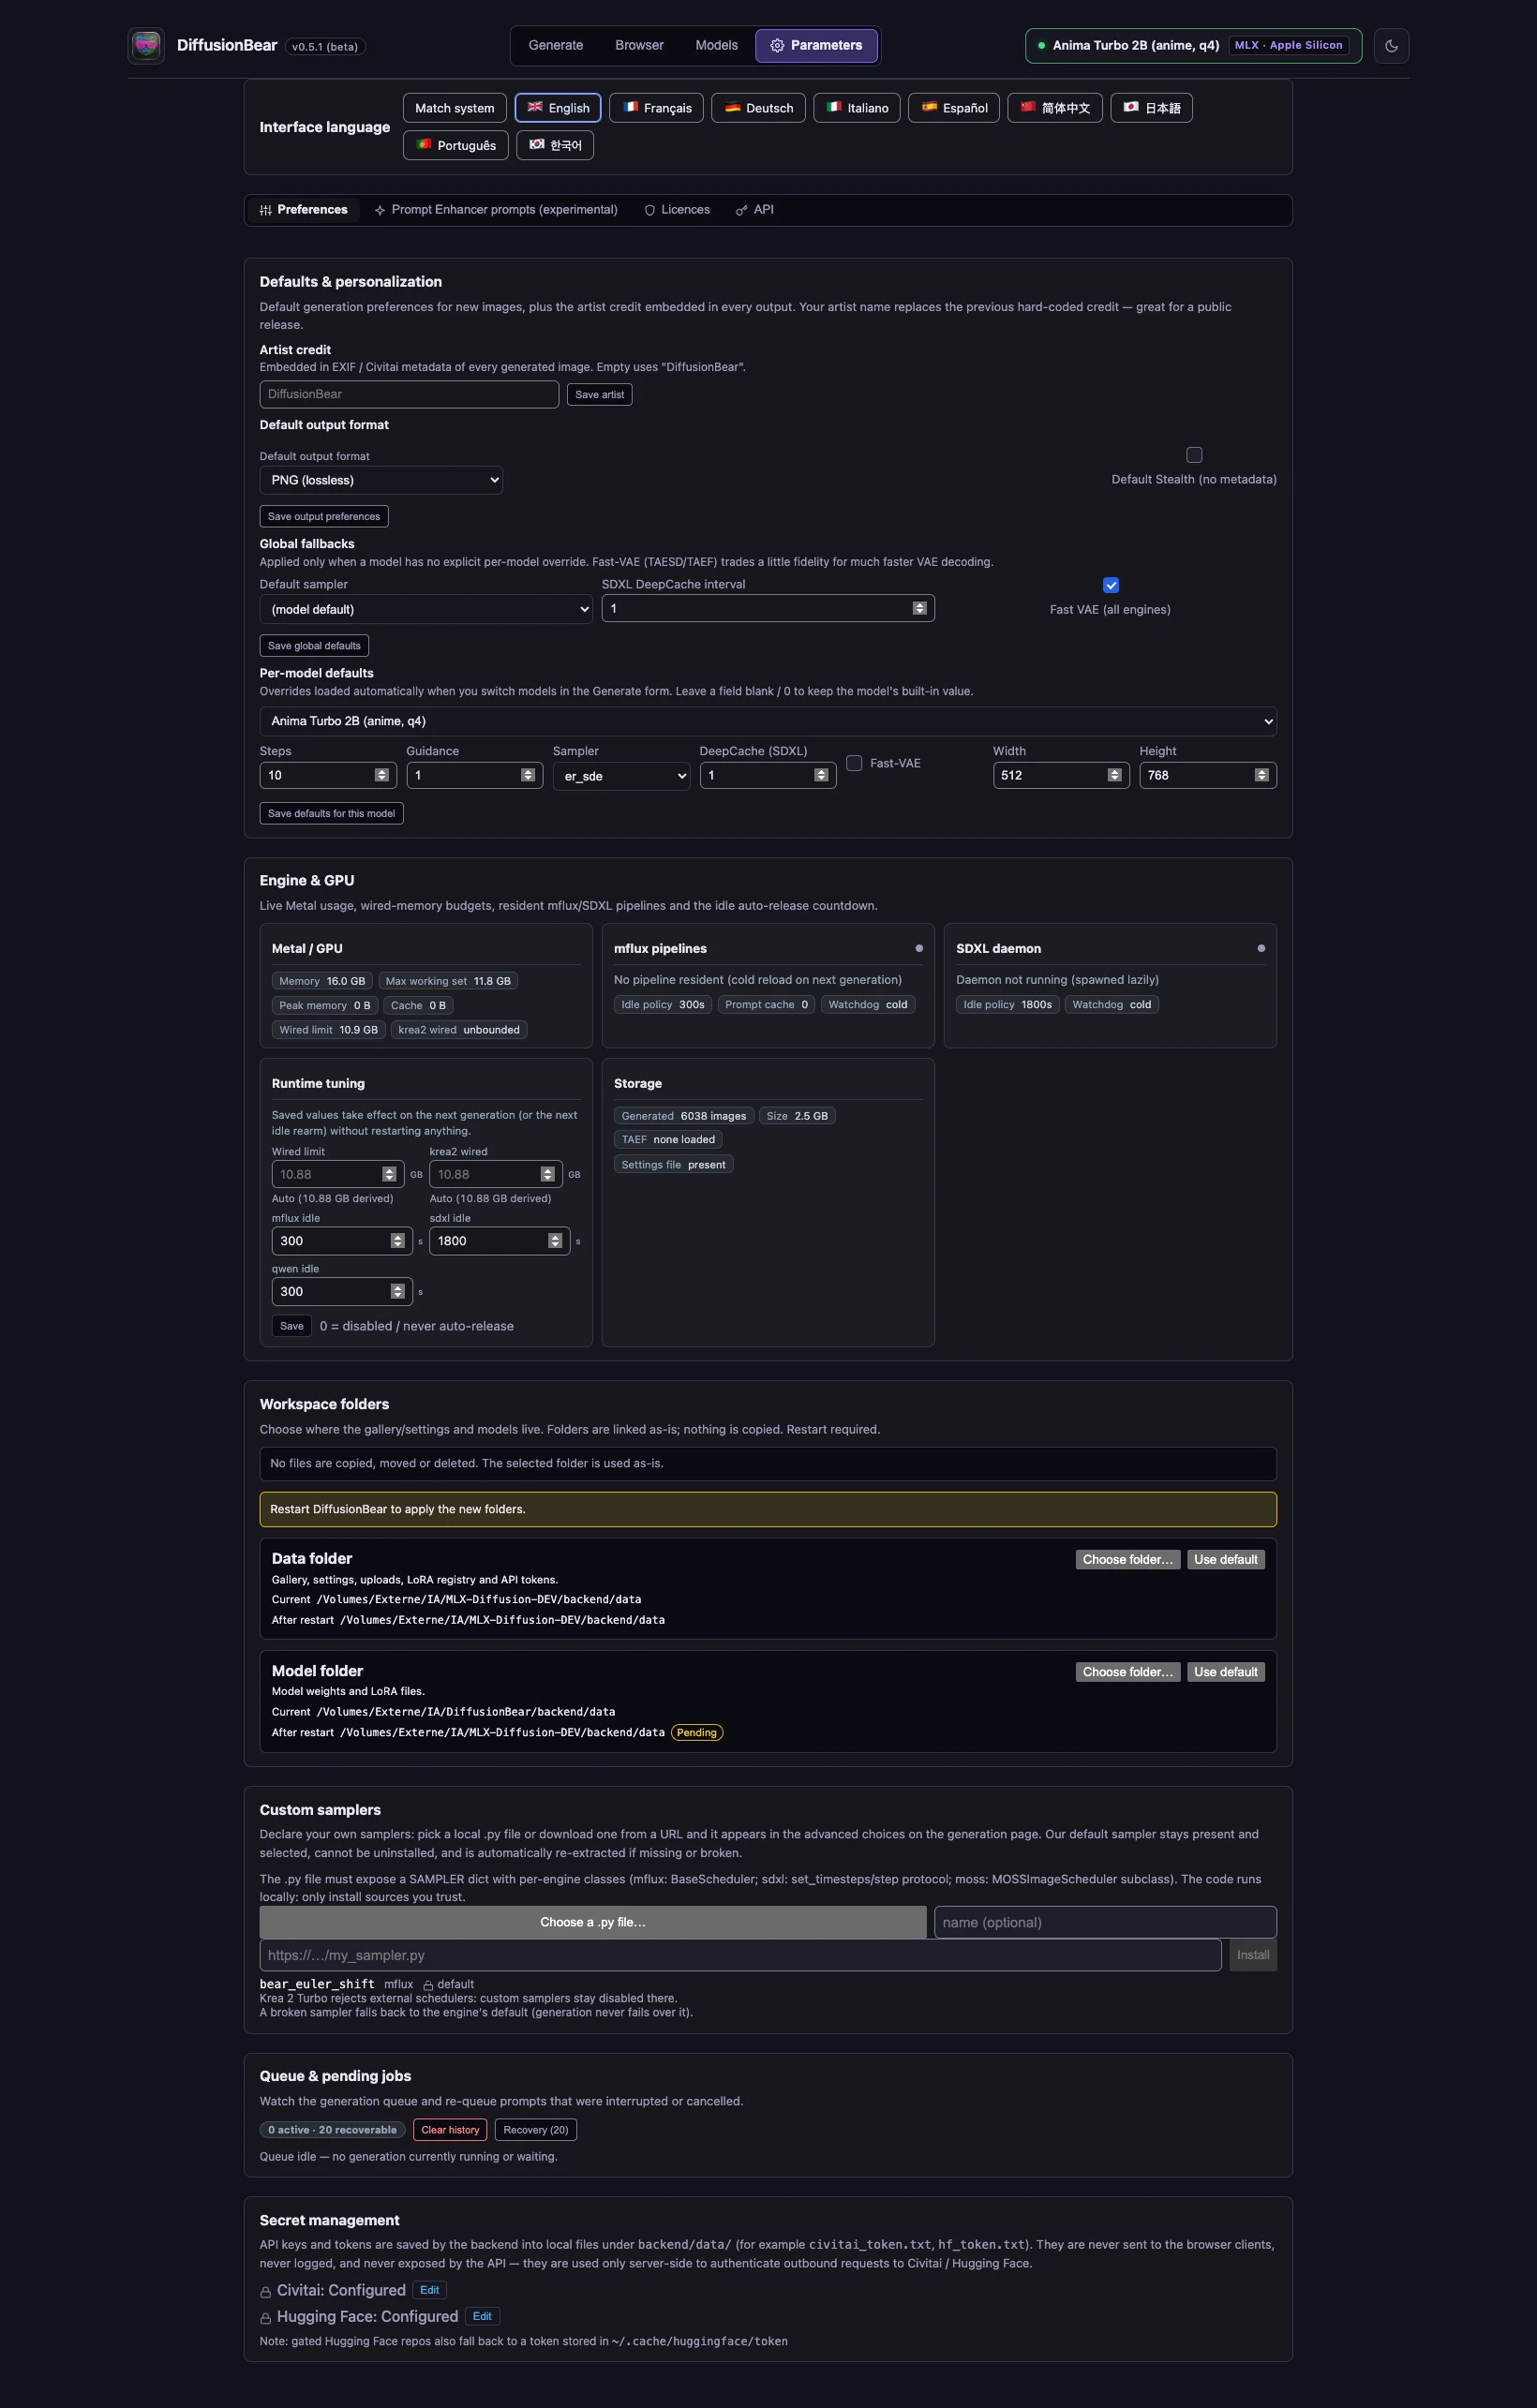 DiffusionBear v0.5.1 (beta)
Generate Browser Models Parameters
Anima Turbo 2B (anime, q4) MLX · Apple Silicon
Interface language
Match system English Français Deutsch Italiano Español 简体中文 日本語
Português 한국어
Preferences Prompt Enhancer prompts (experimental) Licences API
Defaults & personalization
Default generation preferences for new images, plus the artist credit embedded in every output. Your artist name replaces the previous hard-coded credit — great for a public
release.
Artist credit
Embedded in EXIF / Civitai metadata of every generated image. Empty uses "DiffusionBear".
DiffusionBear Save artist
Default output format
Default output format
PNG (lossless)
Default Stealth (no metadata)
Save output preferences
Global fallbacks
Applied only when a model has no explicit per-model override. Fast-VAE (TAESD/TAEF) trades a little fidelity for much faster VAE decoding.
Default sampler SDXL DeepCache interval
(model default) 1 Fast VAE (all engines)
Save global defaults
Per-model defaults
Overrides loaded automatically when you switch models in the Generate form. Leave a field blank / 0 to keep the model's built-in value.
Anima Turbo 2B (anime, q4)
Steps Guidance Sampler DeepCache (SDXL) Fast-VAE Width Height
10 1 er_sde 1 512 768
Save defaults for this model
Engine & GPU
Live Metal usage, wired-memory budgets, resident mflux/SDXL pipelines and the idle auto-release countdown.
Metal / GPU
Memory 16.0 GB Max working set 11.8 GB
Peak memory 0 B Cache 0 B
Wired limit 10.9 GB krea2 wired unbounded
mflux pipelines
No pipeline resident (cold reload on next generation)
Idle policy 300s Prompt cache 0 Watchdog cold
SDXL daemon
Daemon not running (spawned lazily)
Idle policy 1800s Watchdog cold
Runtime tuning
Saved values take effect on the next generation (or the next
idle rearm) without restarting anything.
Wired limit krea2 wired
10.88 GB 10.88 GB
Auto (10.88 GB derived) Auto (10.88 GB derived)
mflux idle sdxl idle
300 s 1800 s
qwen idle
300 s
Save 0 = disabled / never auto-release
Storage
Generated 6038 images Size 2.5 GB
TAEF none loaded
Settings file present
Workspace folders
Choose where the gallery/settings and models live. Folders are linked as-is; nothing is copied. Restart required.
No files are copied, moved or deleted. The selected folder is used as-is.
Restart DiffusionBear to apply the new folders.
Data folder Choose folder… Use default
Gallery, settings, uploads, LoRA registry and API tokens.
Current /Volumes/Externe/IA/MLX-Diffusion-DEV/backend/data
After restart /Volumes/Externe/IA/MLX-Diffusion-DEV/backend/data
Model folder Choose folder… Use default
Model weights and LoRA files.
Current /Volumes/Externe/IA/DiffusionBear/backend/data
After restart /Volumes/Externe/IA/MLX-Diffusion-DEV/backend/data Pending
Custom samplers
Declare your own samplers: pick a local .py file or download one from a URL and it appears in the advanced choices on the generation page. Our default sampler stays present and
selected, cannot be uninstalled, and is automatically re-extracted if missing or broken.
The .py file must expose a SAMPLER dict with per-engine classes (mflux: BaseScheduler; sdxl: set_timesteps/step protocol; moss: MOSSImageScheduler subclass). The code runs
locally: only install sources you trust.
Choose a .py file… name (optional)
https://…/my_sampler.py Install
bear_euler_shift mflux default
Krea 2 Turbo rejects external schedulers: custom samplers stay disabled there.
A broken sampler falls back to the engine's default (generation never fails over it).
Queue & pending jobs
Watch the generation queue and re-queue prompts that were interrupted or cancelled.
0 active · 20 recoverable Clear history Recovery (20)
Queue idle — no generation currently running or waiting.
Secret management
API keys and tokens are saved by the backend into local files under backend/data/ (for example civitai_token.txt, hf_token.txt). They are never sent to the browser clients,
never logged, and never exposed by the API — they are used only server-side to authenticate outbound requests to Civitai / Hugging Face.
Civitai: Configured Edit
Hugging Face: Configured Edit
Note: gated Hugging Face repos also fall back to a token stored in ~/.cache/huggingface/token